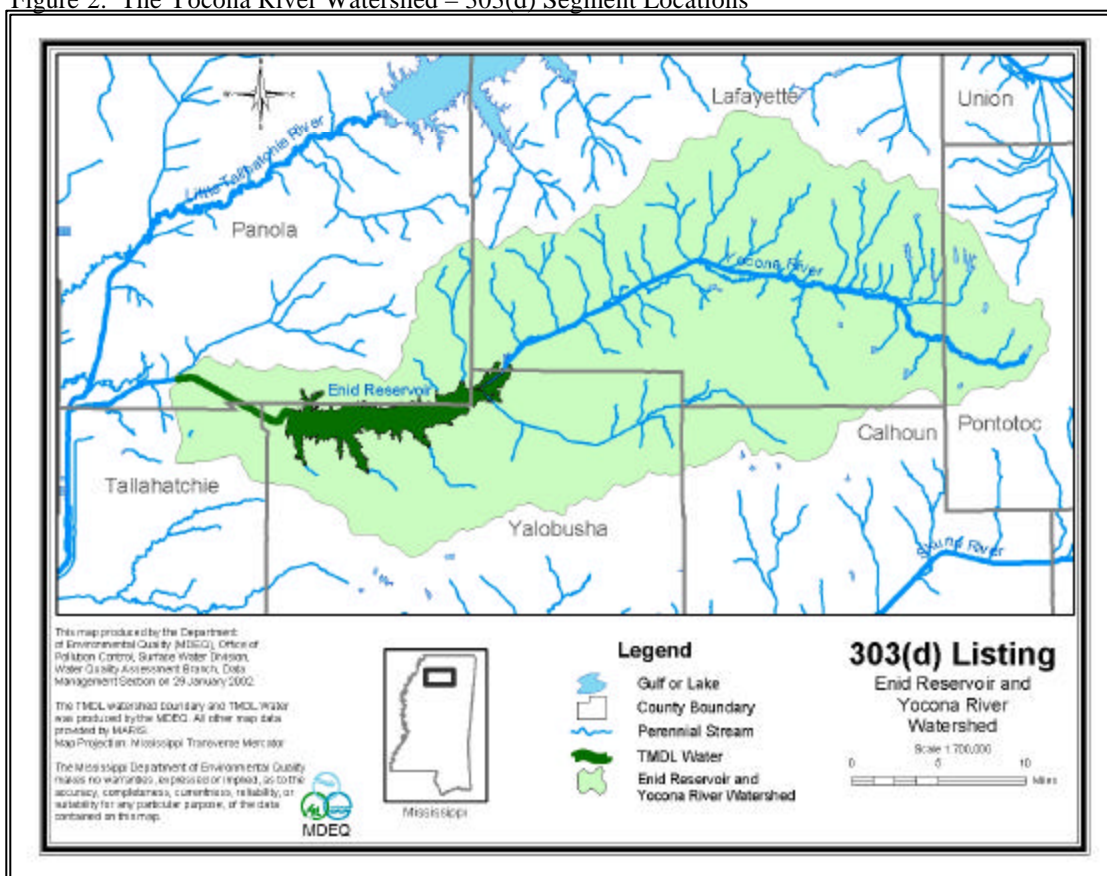 Figure 2. The Yocona River Watershed – 303(d) Segment Locations
Lafayette
Union
Little Tallahatchie River
Panola
Yocona River
Enid Reservoir
Calhoun
Pontotoc
Tallahatchie
Yalobusha
Skuna River
This map produced by the Department
of Environmental Quality (MDEQ), Office of
Pollution Control, Surface Water Division,
Water Quality Assessment Branch, Data
Management Section on 29 January 2002.
The TMDL watershed boundary and TMDL Water
was produced by the MDEQ. All other map data
provided by MARIS.
Map Projection: Mississippi Transverse Mercator
The Mississippi Department of Environmental Quality
makes no warranties, expressed or implied, as to the
accuracy, completeness, currentness, reliability, or
suitability for any particular purpose, of the data
contained on this map.
MDEQ
Mississippi
Legend
Gulf or Lake
County Boundary
Perennial Stream
TMDL Water
Enid Reservoir and
Yocona River Watershed
303(d) Listing
Enid Reservoir and
Yocona River
Watershed
Scale 1:700,000
0 5 10
Miles